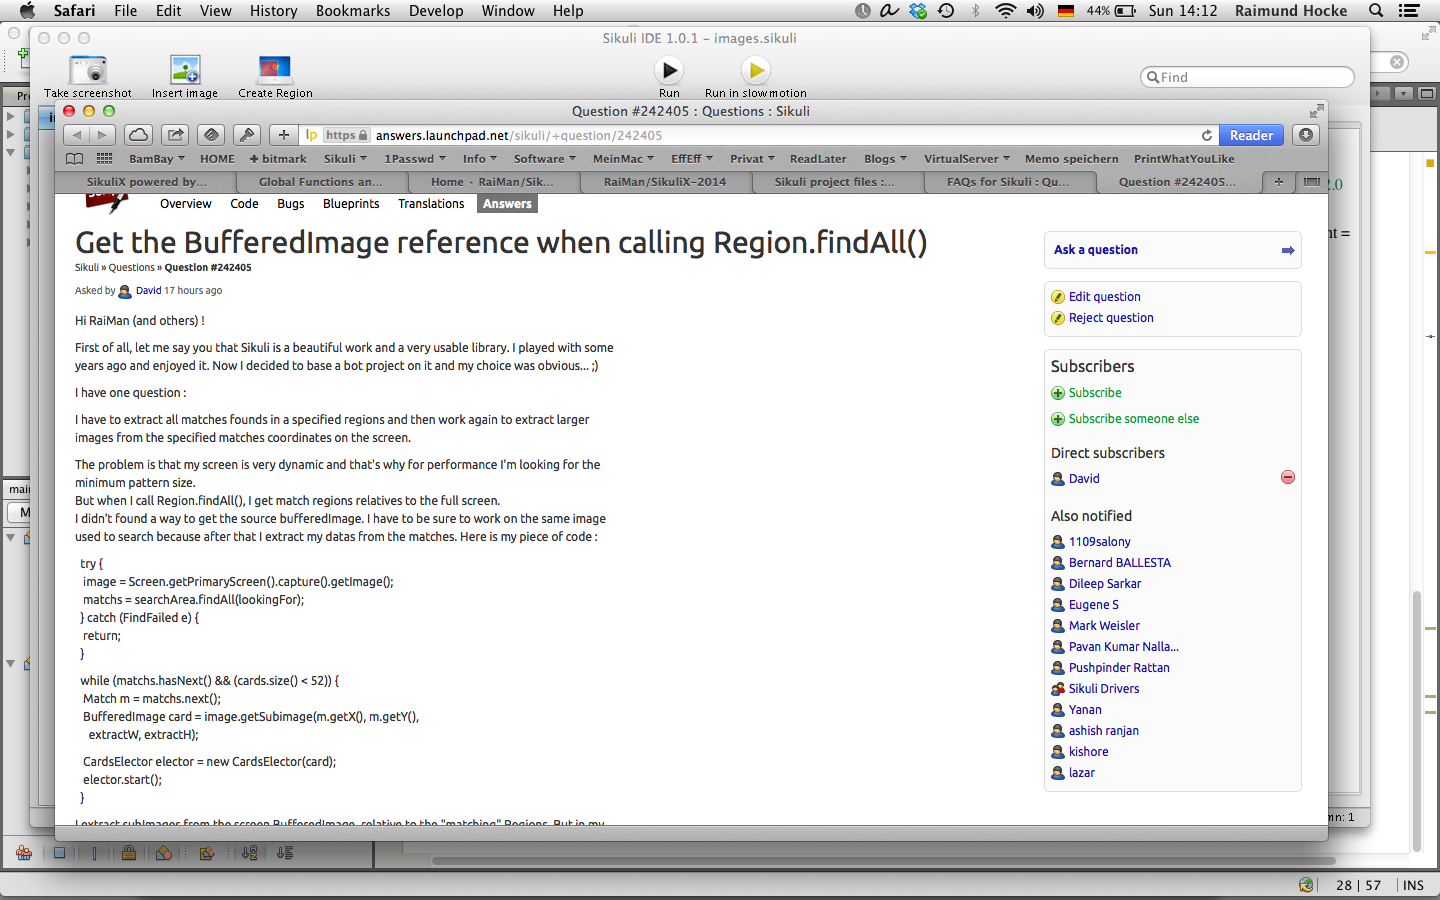 Safari File Edit View History Bookmarks Develop Window Help 44% Sun 14:12 Raimund Hocke
Sikuli IDE 1.0.1 – images.sikuli
Take screenshot Insert image Create Region Run Run in slow motion Find
Question #242405 : Questions : Sikuli
lp https answers.launchpad.net/sikuli/+question/242405 Reader
BamBay HOME + bitmark Sikuli 1Passwd Info Software MeinMac EffEff Privat ReadLater Blogs VirtualServer Memo speichern PrintWhatYouLike
SikuliX powered by... Global Functions an... Home · RaiMan/Sik... RaiMan/SikuliX-2014 Sikuli project files :... FAQs for Sikuli : Qu... Question #242405...
Overview Code Bugs Blueprints Translations Answers
Get the BufferedImage reference when calling Region.findAll()
Sikuli » Questions » Question #242405
Asked by David 17 hours ago
Hi RaiMan (and others) !
First of all, let me say you that Sikuli is a beautiful work and a very usable library. I played with some
years ago and enjoyed it. Now I decided to base a bot project on it and my choice was obvious... ;)
I have one question :
I have to extract all matches founds in a specified regions and then work again to extract larger
images from the specified matches coordinates on the screen.
The problem is that my screen is very dynamic and that's why for performance I'm looking for the
minimum pattern size.
But when I call Region.findAll(), I get match regions relatives to the full screen.
I didn't found a way to get the source bufferedImage. I have to be sure to work on the same image
used to search because after that I extract my datas from the matches. Here is my piece of code :
try {
image = Screen.getPrimaryScreen().capture().getImage();
matchs = searchArea.findAll(lookingFor);
} catch (FindFailed e) {
return;
}
while (matchs.hasNext() && (cards.size() < 52)) {
Match m = matchs.next();
BufferedImage card = image.getSubimage(m.getX(), m.getY(),
extractW, extractH);
CardsElector elector = new CardsElector(card);
elector.start();
}
I extract subImages from the screen BufferedImage, relative to the "matching" Regions. But in my
Ask a question
Edit question
Reject question
Subscribers
Subscribe
Subscribe someone else
Direct subscribers
David
Also notified
1109salony
Bernard BALLESTA
Dileep Sarkar
Eugene S
Mark Weisler
Pavan Kumar Nalla...
Pushpinder Rattan
Sikuli Drivers
Yanan
ashish ranjan
kishore
lazar
28 | 57 INS